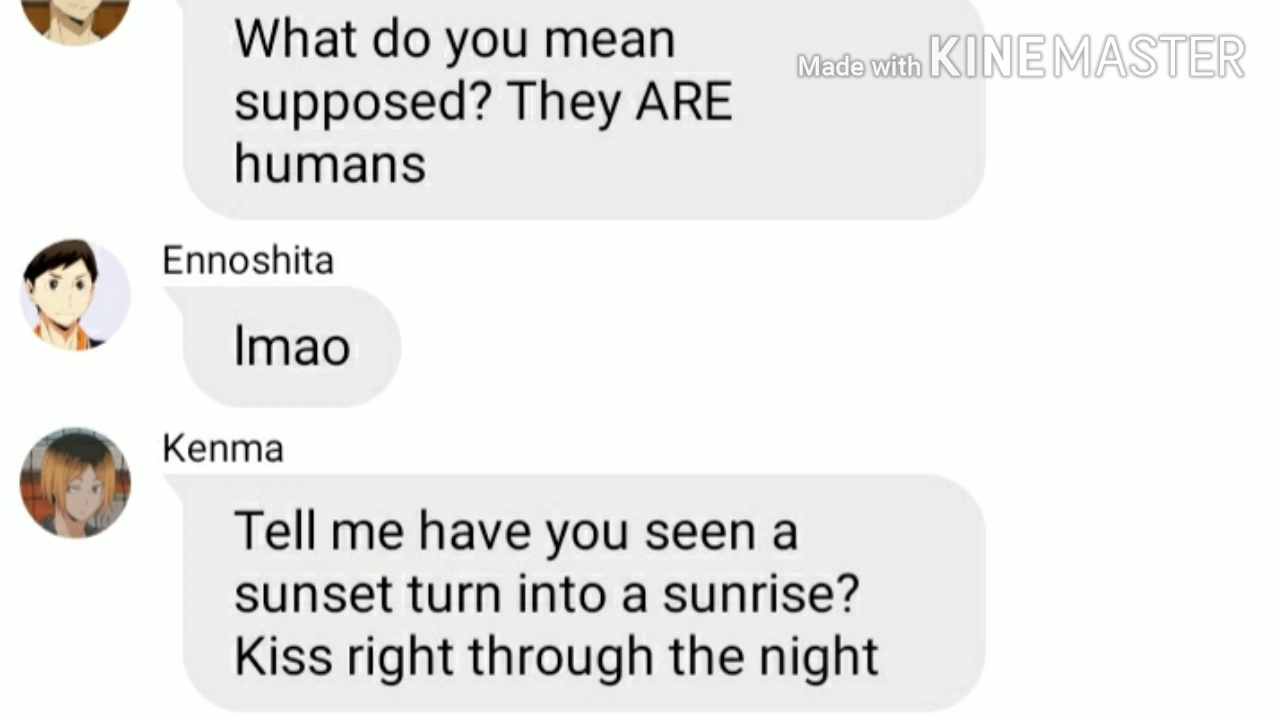 What do you mean
supposed? They ARE
humans
Made with KINEMASTER
Ennoshita
lmao
Kenma
Tell me have you seen a
sunset turn into a sunrise?
Kiss right through the night